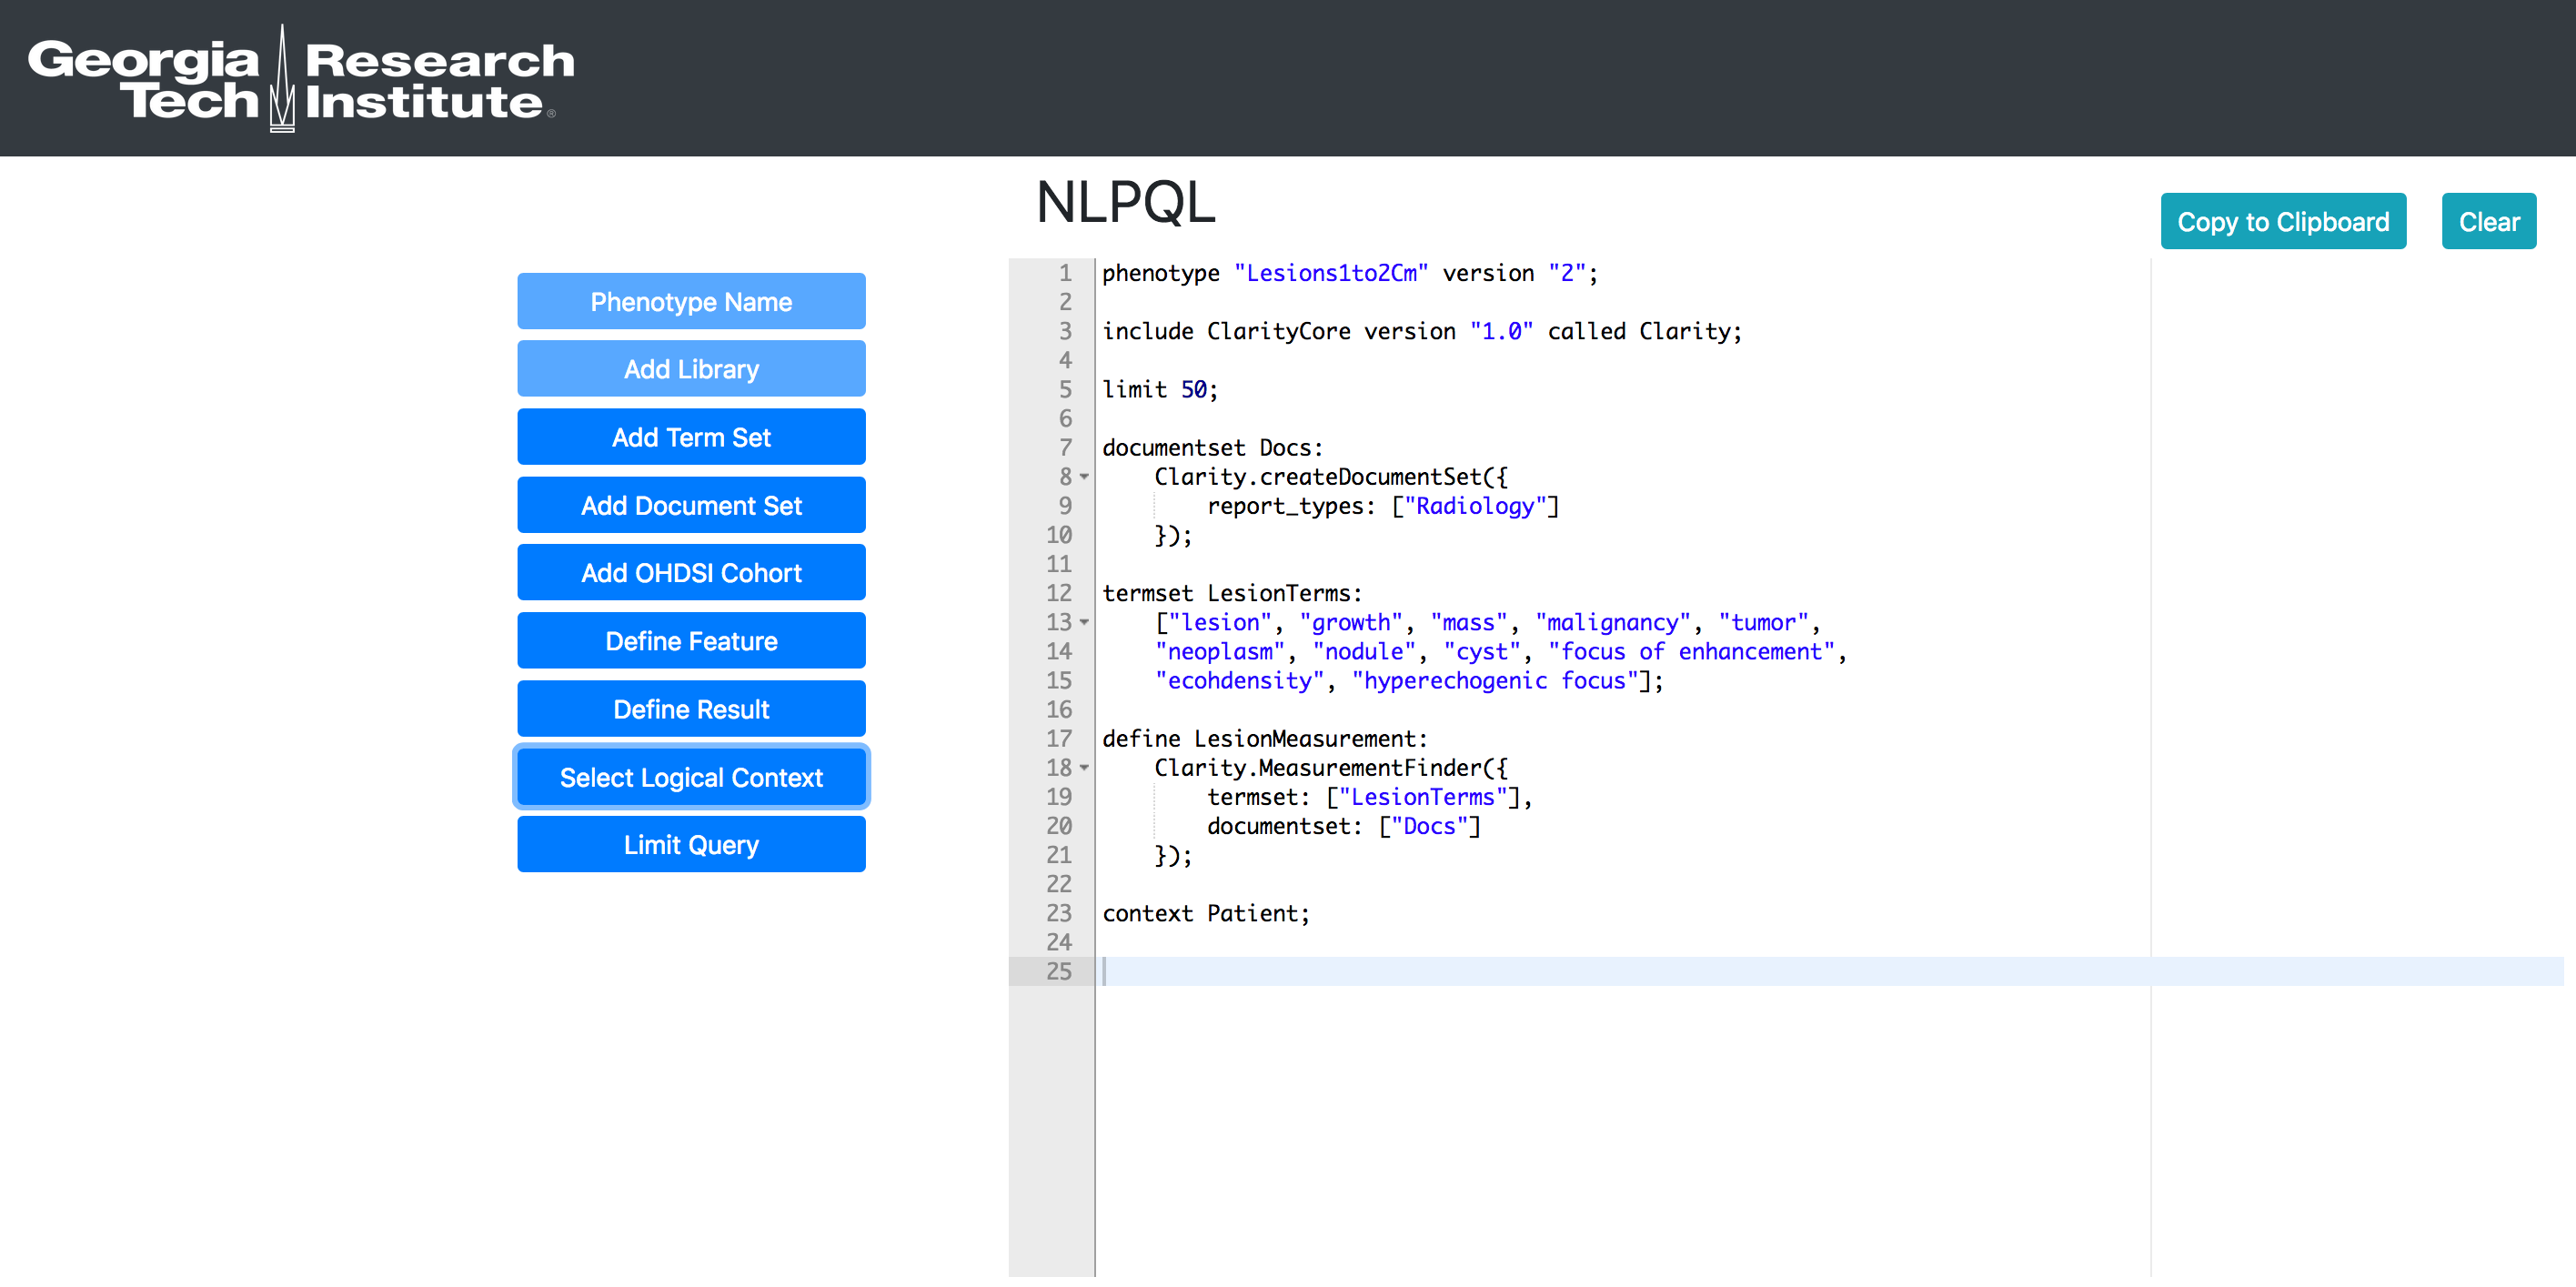 Georgia Tech Research Institute®
NLPQL
Copy to Clipboard
Clear
Phenotype Name
Add Library
Add Term Set
Add Document Set
Add OHDSI Cohort
Define Feature
Define Result
Select Logical Context
Limit Query
1 phenotype "Lesions1to2Cm" version "2";
2
3 include ClarityCore version "1.0" called Clarity;
4
5 limit 50;
6
7 documentset Docs:
8 Clarity.createDocumentSet({
9 report_types: ["Radiology"]
10 });
11
12 termset LesionTerms:
13 ["lesion", "growth", "mass", "malignancy", "tumor",
14 "neoplasm", "nodule", "cyst", "focus of enhancement",
15 "ecohdensity", "hyperechogenic focus"];
16
17 define LesionMeasurement:
18 Clarity.MeasurementFinder({
19 termset: ["LesionTerms"],
20 documentset: ["Docs"]
21 });
22
23 context Patient;
24
25